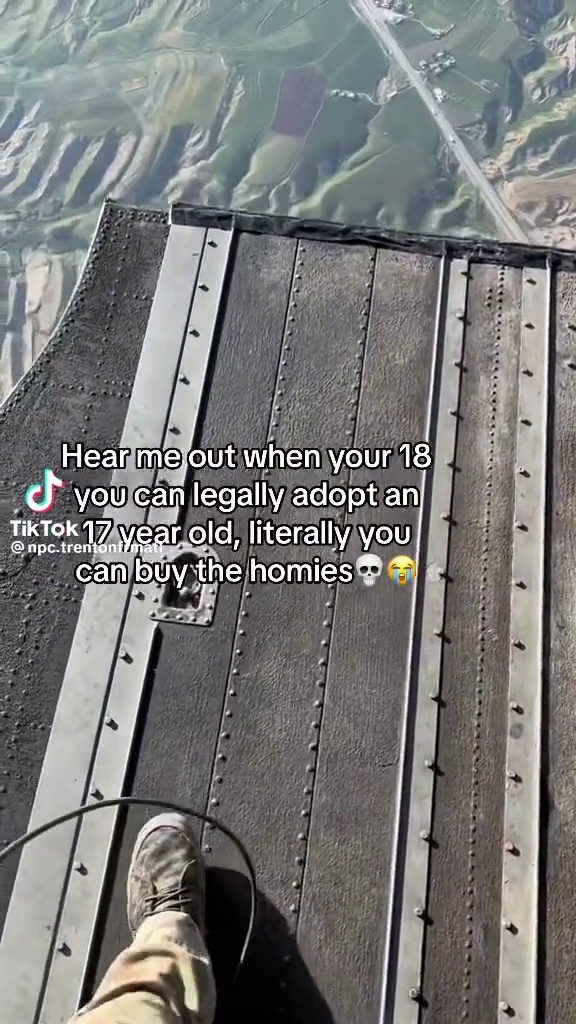 Hear me out when your 18
you can legally adopt an
17 year old, literally you
can buy the homies💀😭
TikTok